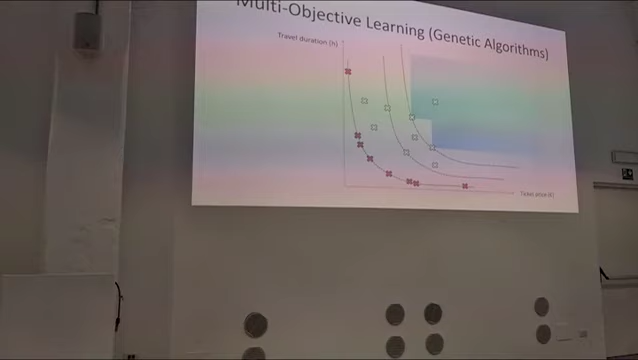 Multi-Objective Learning (Genetic Algorithms)
Travel duration (h)
Ticket price (€)